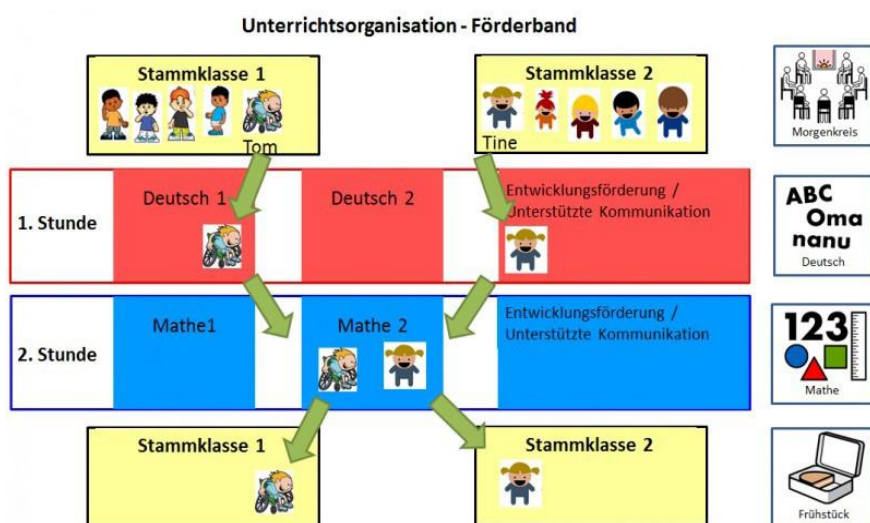 Unterrichtsorganisation - Förderband
Stammklasse 1
Stammklasse 2
Tom
Tine
Morgenkreis
1. Stunde
Deutsch 1
Deutsch 2
Entwicklungsförderung /
Unterstützte Kommunikation
ABC
Oma
nanu
Deutsch
2. Stunde
Mathe1
Mathe 2
Entwicklungsförderung /
Unterstützte Kommunikation
123
Mathe
Stammklasse 1
Stammklasse 2
Frühstück